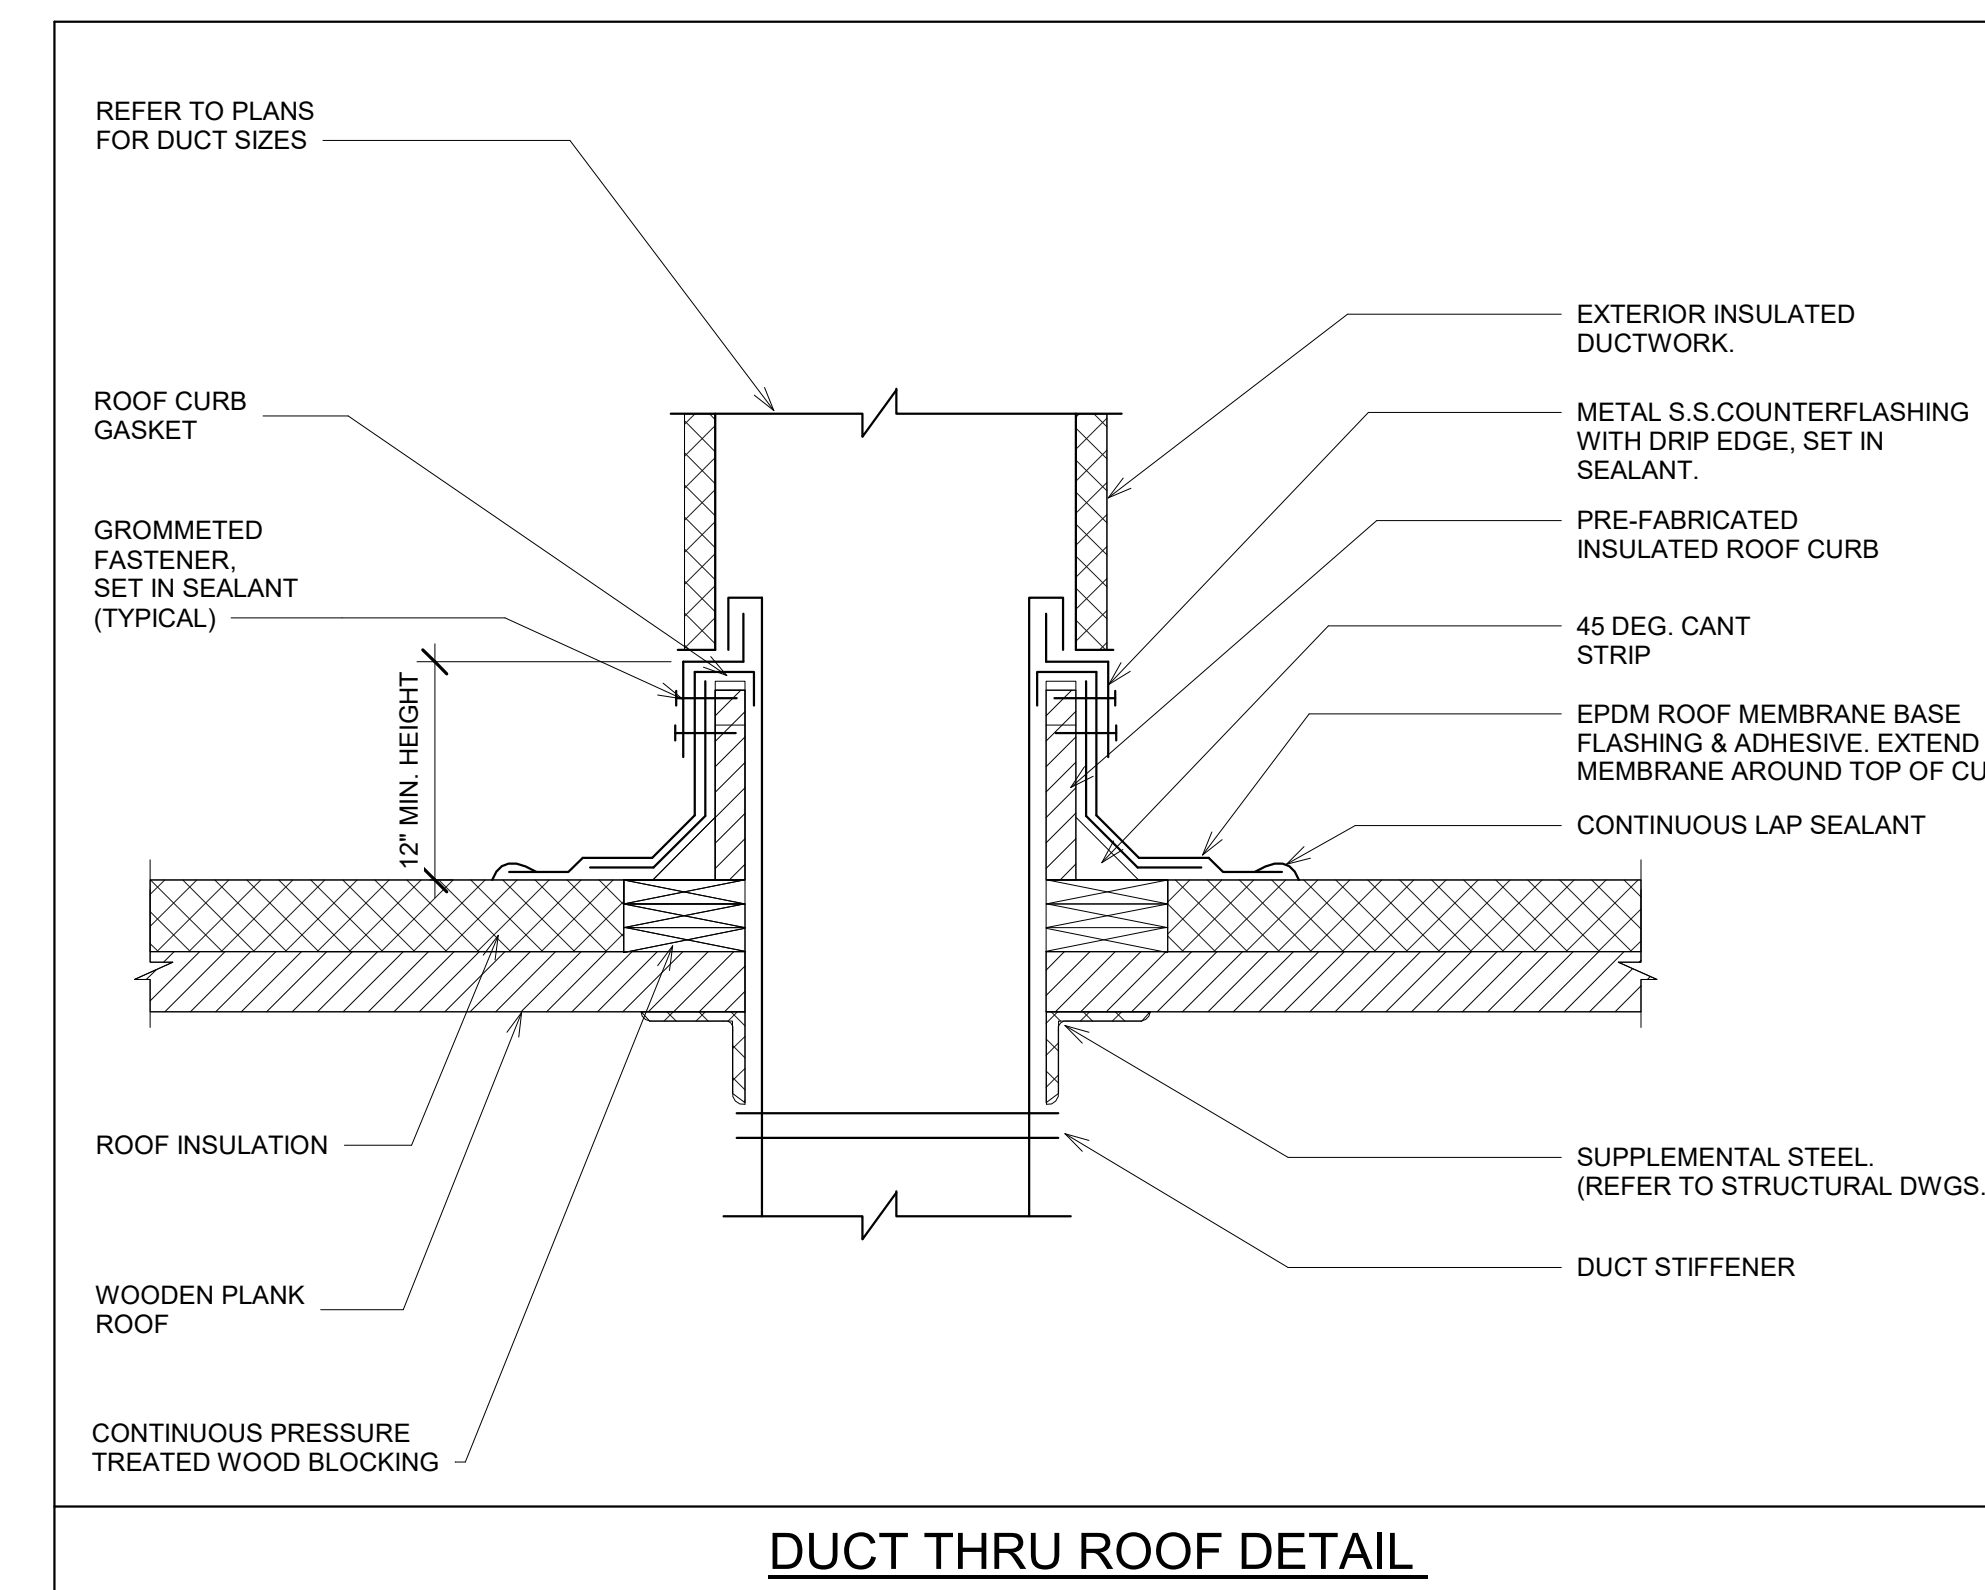 REFER TO PLANS
FOR DUCT SIZES
ROOF CURB
GASKET
GROMMETED
FASTENER,
SET IN SEALANT
(TYPICAL)
12" MIN. HEIGHT
ROOF INSULATION
WOODEN PLANK
ROOF
CONTINUOUS PRESSURE
TREATED WOOD BLOCKING
EXTERIOR INSULATED
DUCTWORK.
METAL S.S.COUNTERFLASHING
WITH DRIP EDGE, SET IN
SEALANT.
PRE-FABRICATED
INSULATED ROOF CURB
45 DEG. CANT
STRIP
EPDM ROOF MEMBRANE BASE
FLASHING & ADHESIVE. EXTEND
MEMBRANE AROUND TOP OF
CONTINUOUS LAP SEALANT
SUPPLEMENTAL STEEL.
(REFER TO STRUCTURAL DWGS.
DUCT STIFFENER
DUCT THRU ROOF DETAIL